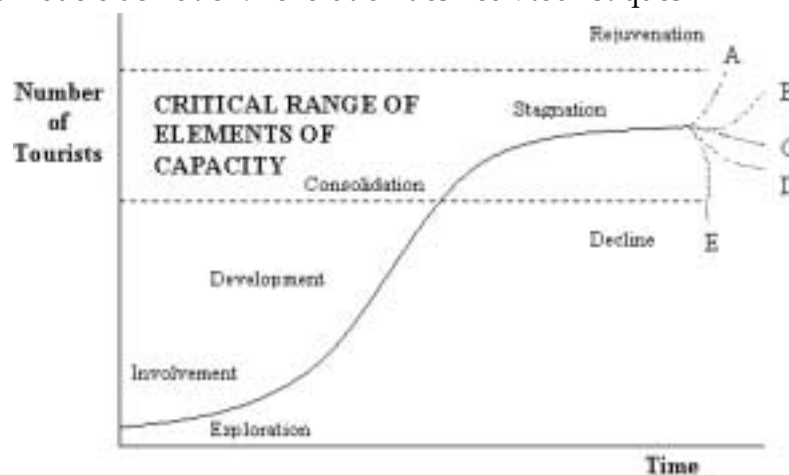 Rejuvenation
A
Number
of
Tourists
CRITICAL RANGE OF
ELEMENTS OF
CAPACITY
Stagnation
B
C
D
Consolidation
Decline
E
Development
Involvement
Exploration
Time